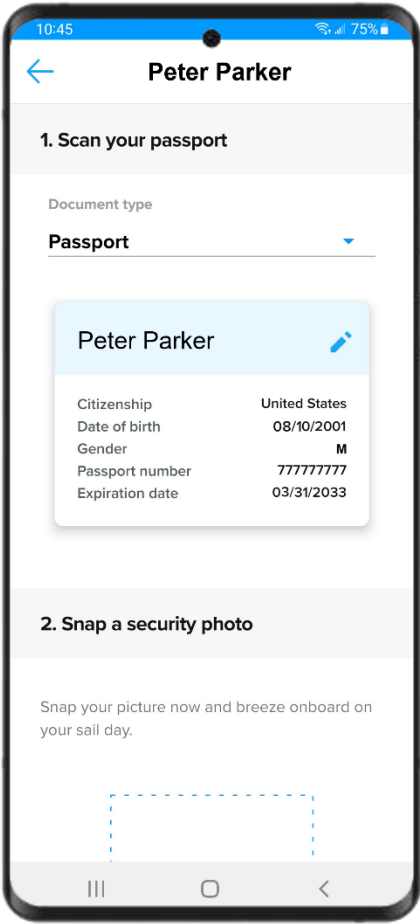 10:45
75%
Peter Parker
1. Scan your passport
Document type
Passport
Peter Parker
Citizenship United States
Date of birth 08/10/2001
Gender M
Passport number 777777777
Expiration date 03/31/2033
2. Snap a security photo
Snap your picture now and breeze onboard on
your sail day.